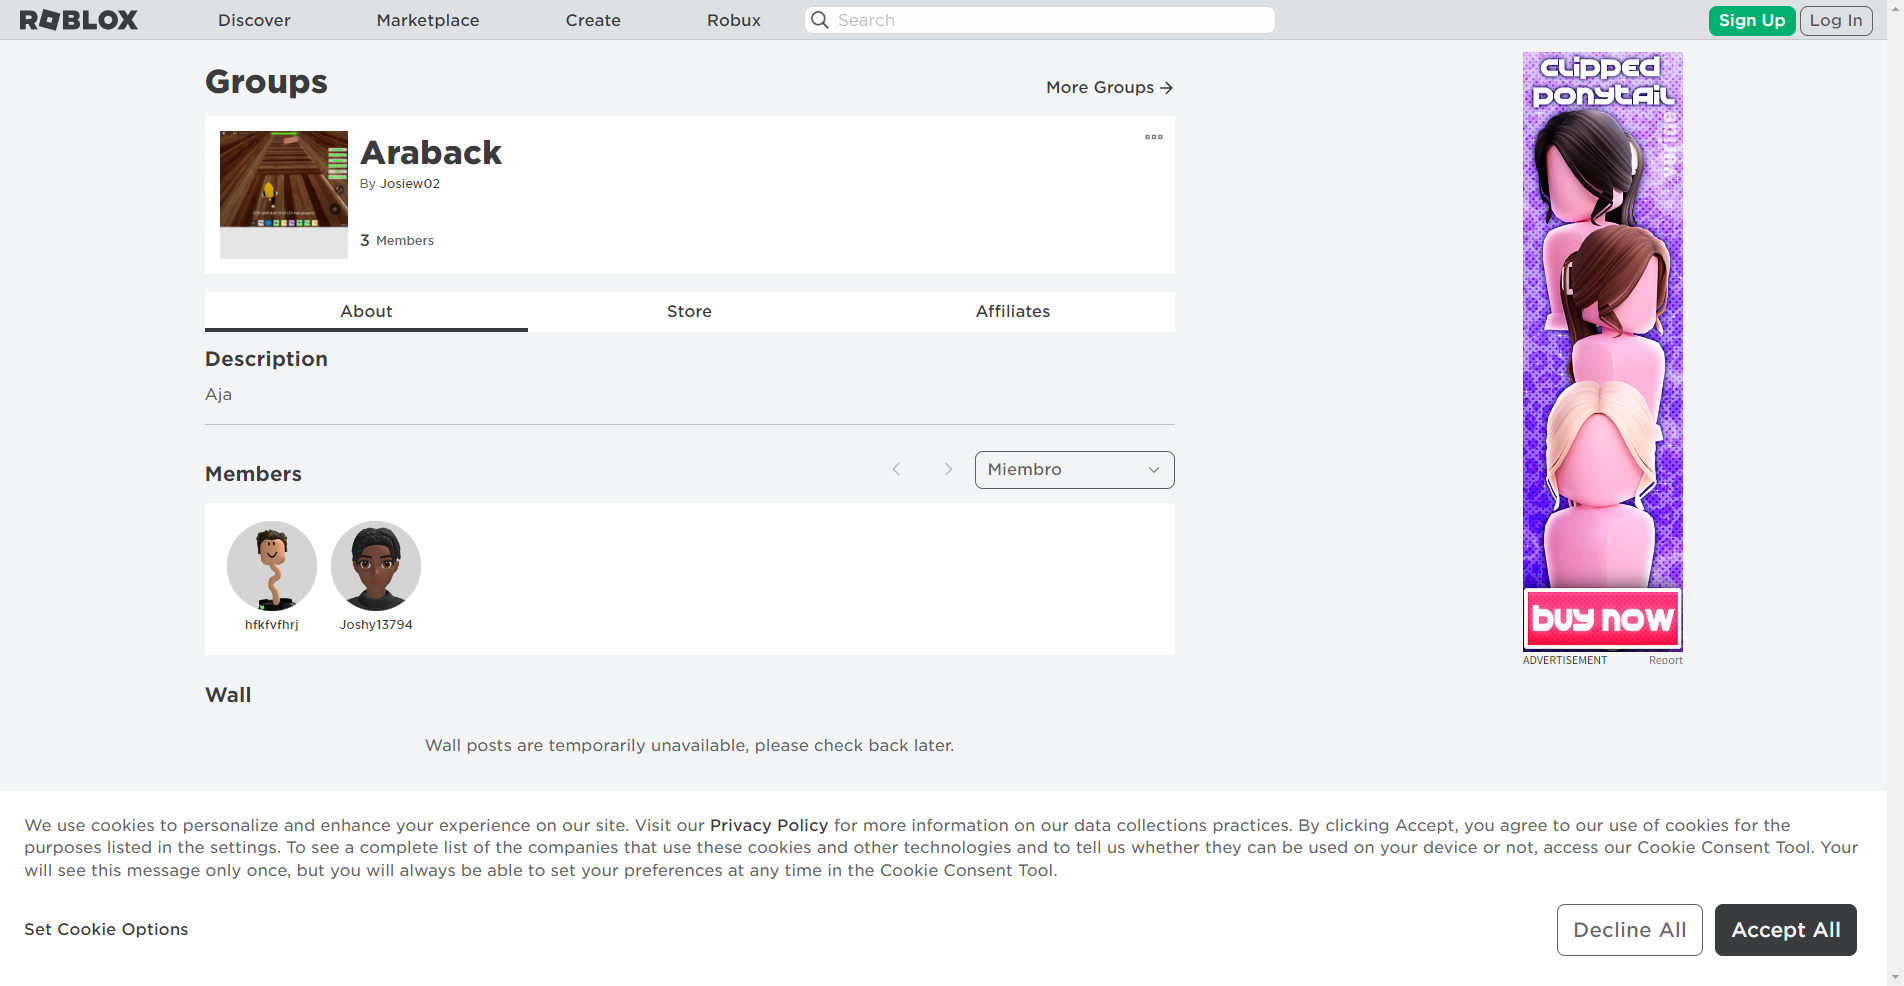 ROBLOX
Discover
Marketplace
Create
Robux
Search
Sign Up
Log In
Groups
More Groups
Araback
By Josiew02
3 Members
About
Store
Affiliates
Description
Aja
Members
Miembro
hfkfvfhrj
Joshy13794
Wall
Wall posts are temporarily unavailable, please check back later.
CLIPPED
PONYTAIL
buy now
ADVERTISEMENT
Report
We use cookies to personalize and enhance your experience on our site. Visit our Privacy Policy for more information on our data collections practices. By clicking Accept, you agree to our use of cookies for the
purposes listed in the settings. To see a complete list of the companies that use these cookies and other technologies and to tell us whether they can be used on your device or not, access our Cookie Consent Tool. Your
will see this message only once, but you will always be able to set your preferences at any time in the Cookie Consent Tool.
Set Cookie Options
Decline All
Accept All